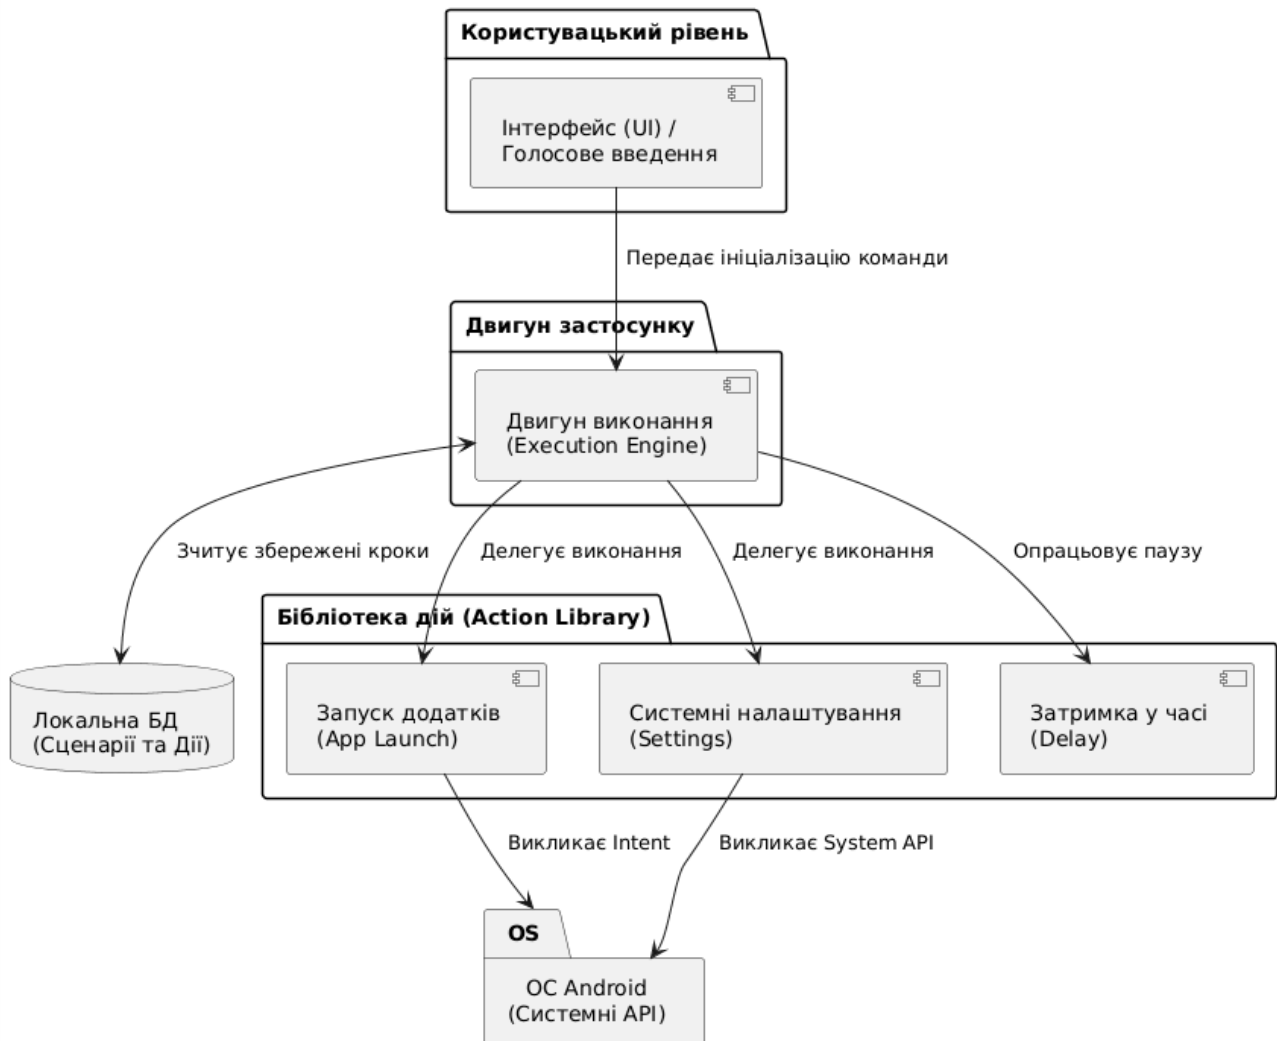 Користувацький рівень
Інтерфейс (UI) /
Голосове введення
Передає ініціалізацію команди
Двигун застосунку
Двигун виконання
(Execution Engine)
Зчитує збережені кроки
Делегує виконання
Делегує виконання
Опрацьовує паузу
Бібліотека дій (Action Library)
Локальна БД
(Сценарії та Дії)
Запуск додатків
(App Launch)
Системні налаштування
(Settings)
Затримка у часі
(Delay)
Викликає Intent
Викликає System API
OS
ОС Android
(Системні API)